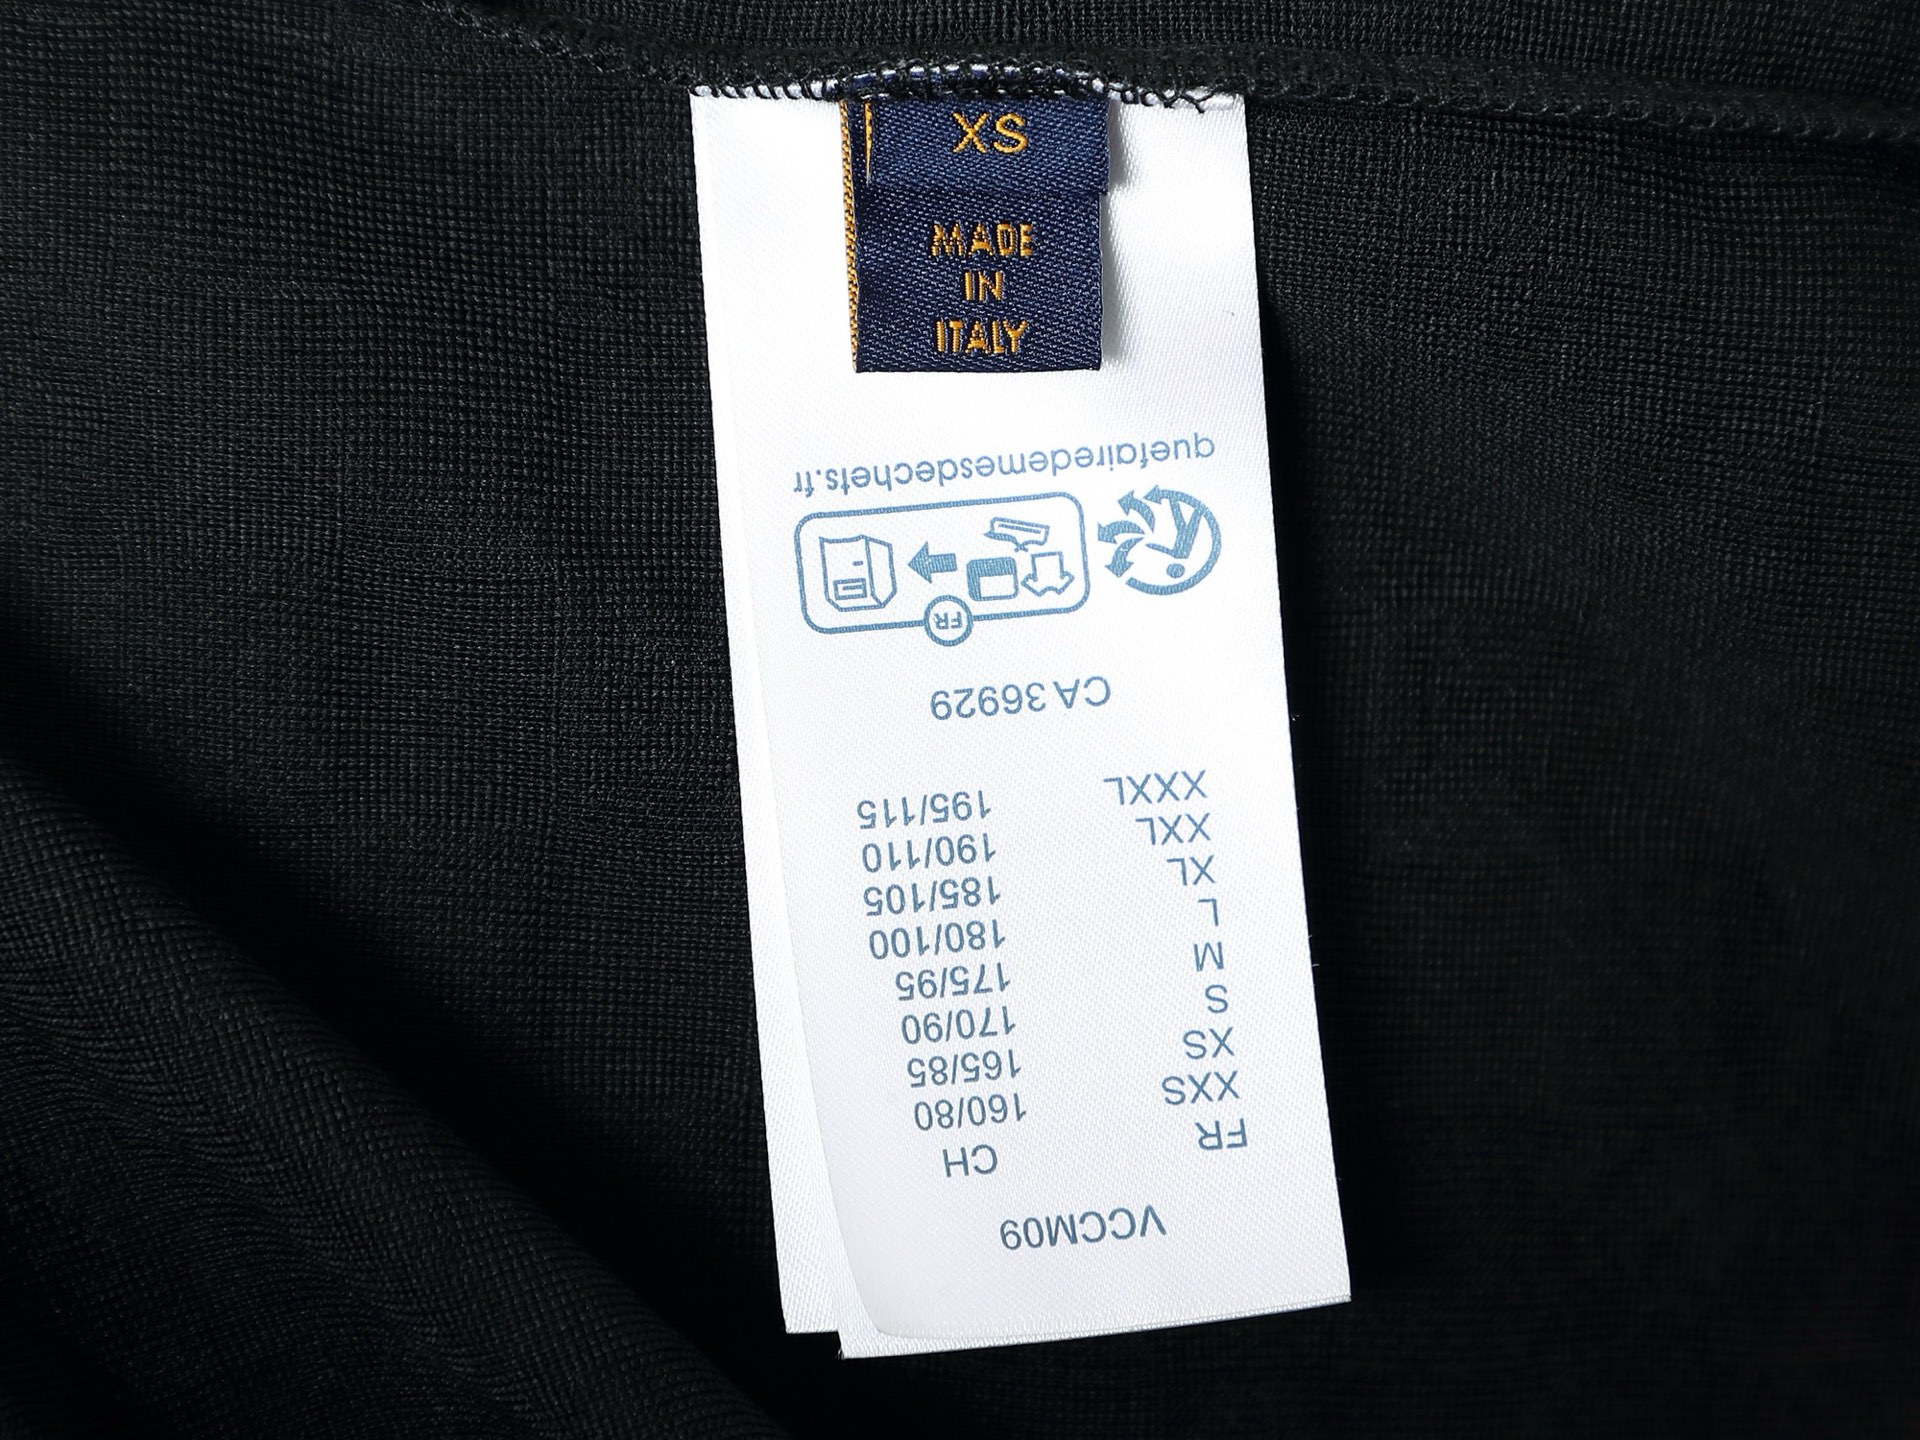 XS
MADE
IN
ITALY
VCCM09
FR CH
XXS 160/80
XS 165/85
S 170/90
M 175/95
L 180/100
XL 185/105
XXL 190/110
XXXL 195/115
CA 36929
FR
quefairedemesdechets.fr